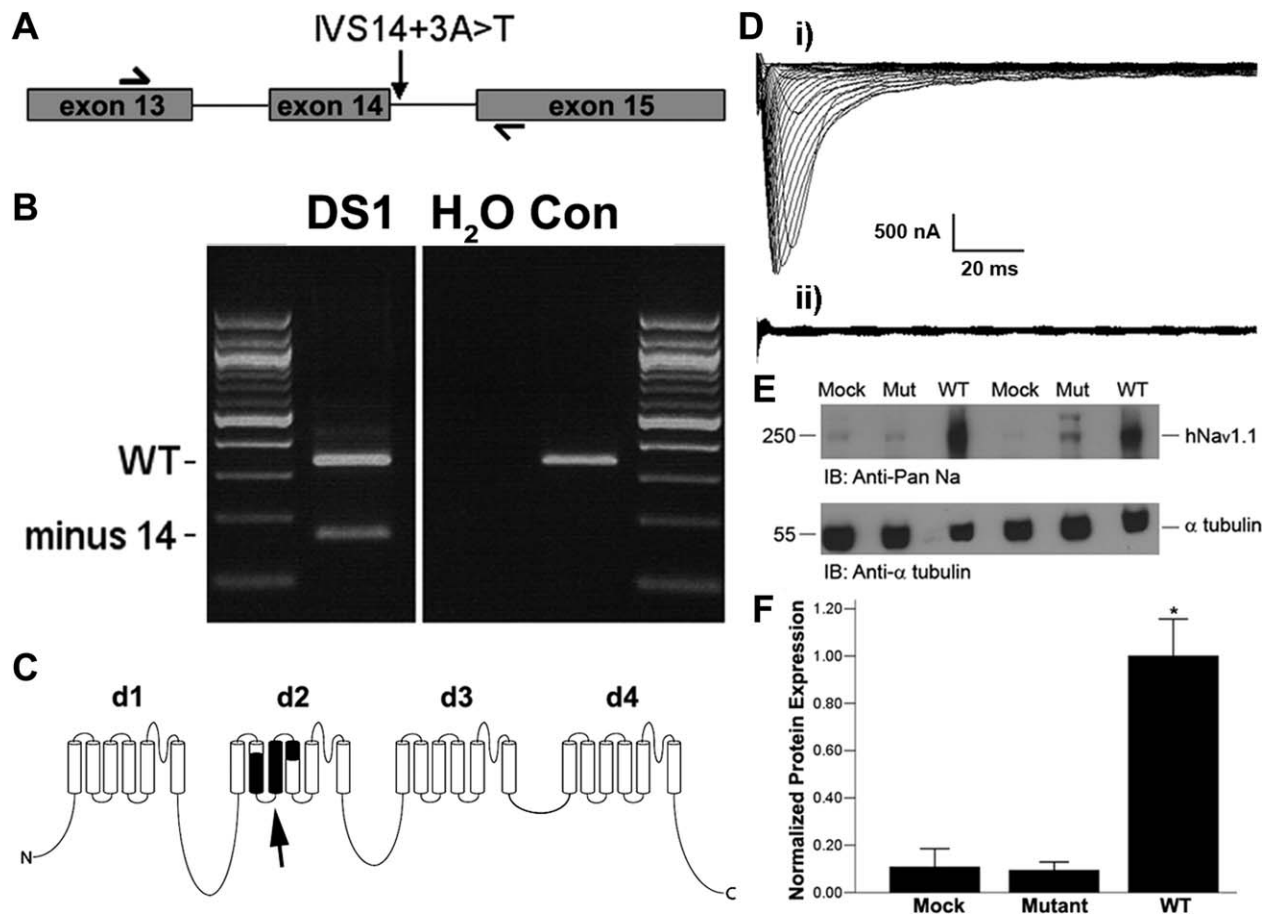 A
IVS14+3A>T
exon 13
exon 14
exon 15
B
DS1
H2O Con
WT-
minus 14 -
C
d1
d2
d3
d4
N
C
D
i)
500 nA
20 ms
ii)
E
Mock Mut WT Mock Mut WT
250
hNav1.1
IB: Anti-Pan Na
55
α tubulin
IB: Anti-α tubulin
F
Normalized Protein Expression
1.20
*
1.00
0.80
0.60
0.40
0.20
0.00
Mock Mutant WT